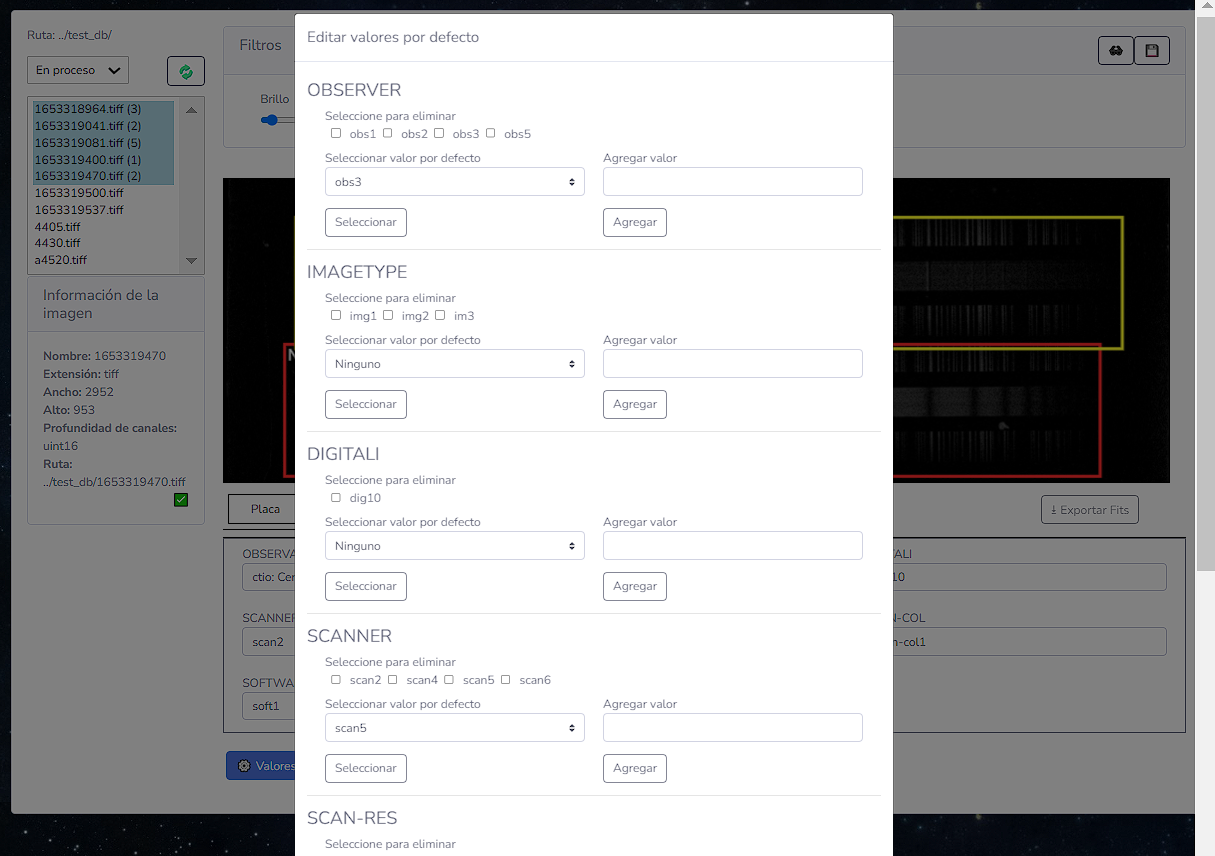 Ruta: ../test_db/
En proceso
1653318964.tiff (3)
1653319041.tiff (2)
1653319081.tiff (5)
1653319400.tiff (1)
1653319470.tiff (2)
1653319500.tiff
1653319537.tiff
4405.tiff
4430.tiff
a4520.tiff
Información de la
imagen
Nombre: 1653319470
Extensión: tiff
Ancho: 2952
Alto: 953
Profundidad de canales:
uint16
Ruta:
../test_db/1653319470.tiff
Filtros
Brillo
Placa
Exportar Fits
OBSERVA
ctio: Cer
SCANNER
scan2
SOFTWA
soft1
ALI
10
N-COL
n-col1
Valores
Editar valores por defecto
OBSERVER
Seleccione para eliminar
obs1 obs2 obs3 obs5
Seleccionar valor por defecto Agregar valor
obs3
Seleccionar Agregar
IMAGETYPE
Seleccione para eliminar
img1 img2 im3
Seleccionar valor por defecto Agregar valor
Ninguno
Seleccionar Agregar
DIGITALI
Seleccione para eliminar
dig10
Seleccionar valor por defecto Agregar valor
Ninguno
Seleccionar Agregar
SCANNER
Seleccione para eliminar
scan2 scan4 scan5 scan6
Seleccionar valor por defecto Agregar valor
scan5
Seleccionar Agregar
SCAN-RES
Seleccione para eliminar